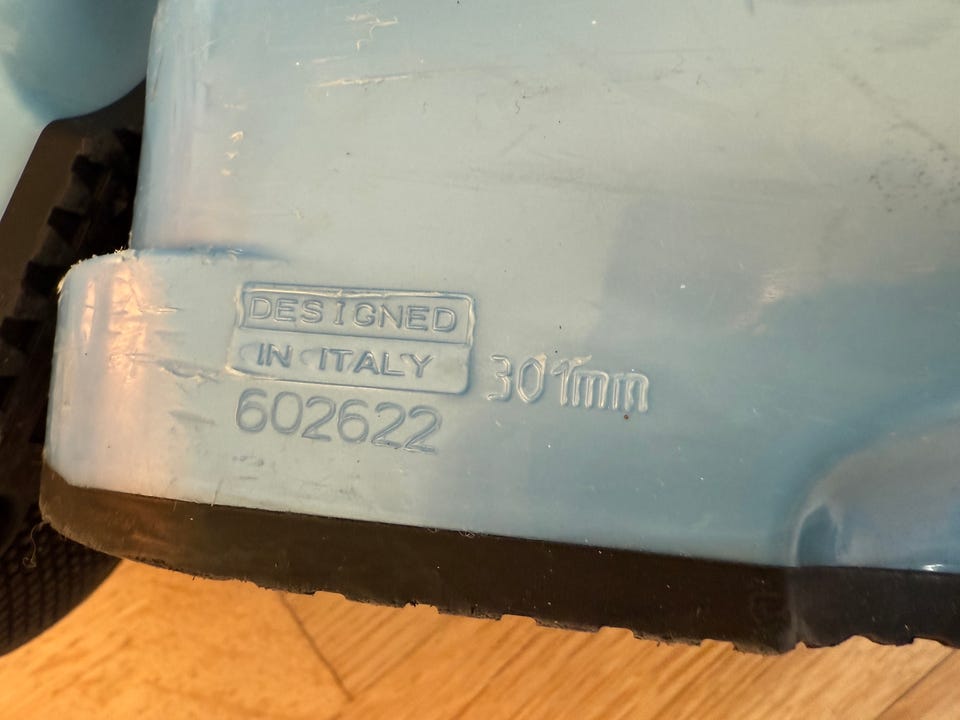 DESIGNED
IN ITALY
602622
301mm